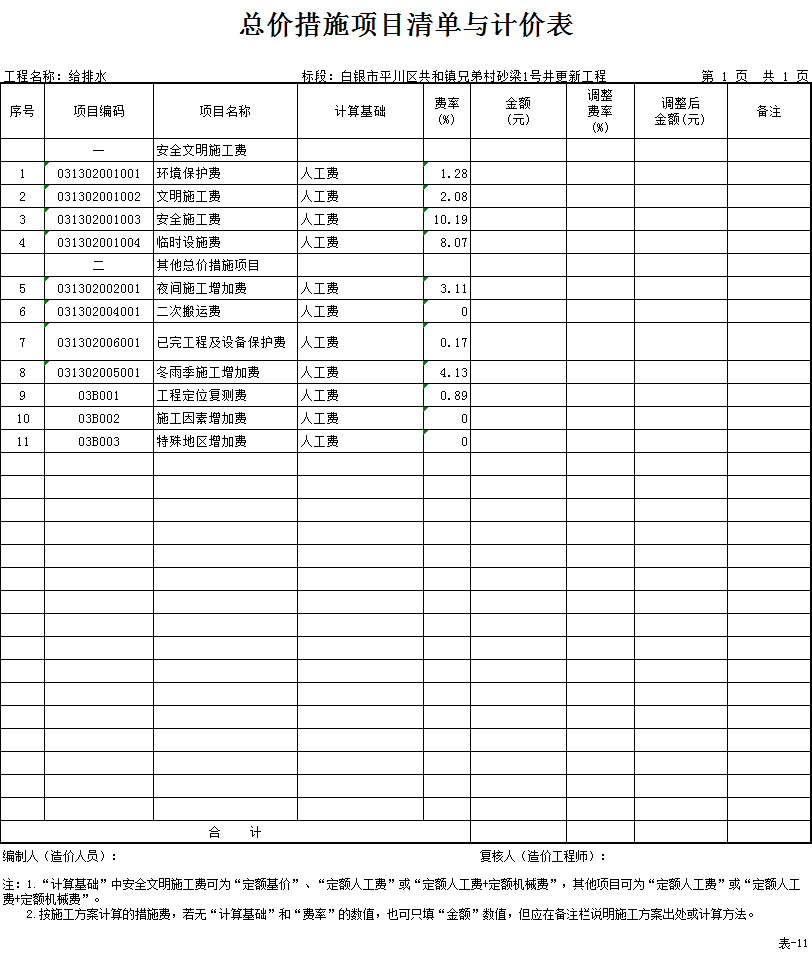 总价措施项目清单与计价表
工程名称：给排水 标段：白银市平川区共和镇兄弟村砂梁1号井更新工程 第 1 页 共 1 页
序号 项目编码 项目名称 计算基础 费率(%) 金额(元) 调整费率(%) 调整后金额(元) 备注
一 安全文明施工费
1 031302001001 环境保护费 人工费 1.28
2 031302001002 文明施工费 人工费 2.08
3 031302001003 安全施工费 人工费 10.19
4 031302001004 临时设施费 人工费 8.07
二 其他总价措施项目
5 031302002001 夜间施工增加费 人工费 3.11
6 031302004001 二次搬运费 人工费 0
7 031302006001 已完工程及设备保护费 人工费 0.17
8 031302005001 冬雨季施工增加费 人工费 4.13
9 03B001 工程定位复测费 人工费 0.89
10 03B002 施工因素增加费 人工费 0
11 03B003 特殊地区增加费 人工费 0
合 计
编制人（造价人员）： 复核人（造价工程师）：
注：1.“计算基础”中安全文明施工费可为“定额基价”、“定额人工费”或“定额人工费+定额机械费”，其他项目可为“定额人工费”或“定额人工
费+定额机械费”。
2.按施工方案计算的措施费，若无“计算基础”和“费率”的数值，也可只填“金额”数值，但应在备注栏说明施工方案出处或计算方法。
表-11